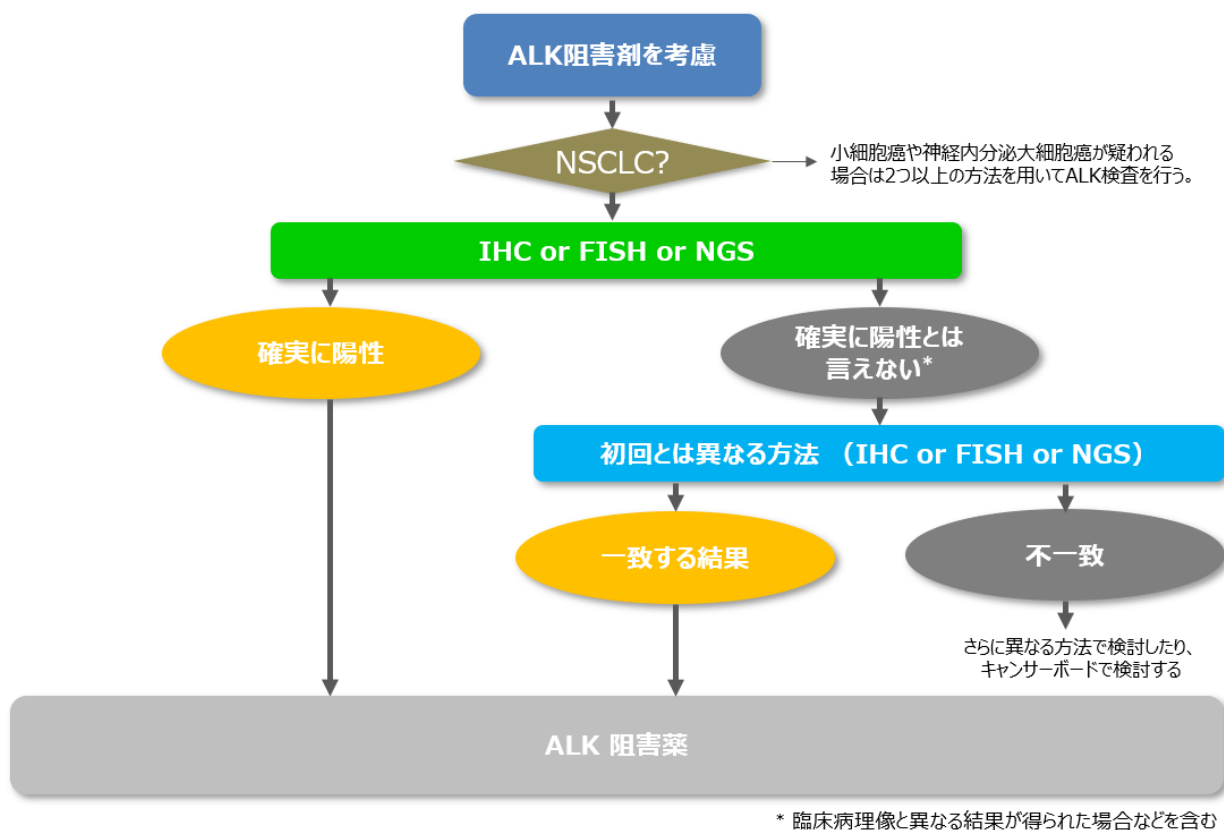 ALK阻害剤を考慮
NSCLC?
小細胞癌や神経内分泌大細胞癌が疑われる
場合は2つ以上の方法を用いてALK検査を行う。
IHC or FISH or NGS
確実に陽性
確実に陽性とは
言えない*
初回とは異なる方法 (IHC or FISH or NGS)
一致する結果
不一致
さらに異なる方法で検討したり、
キャンサーボードで検討する
ALK 阻害薬
* 臨床病理像と異なる結果が得られた場合などを含む